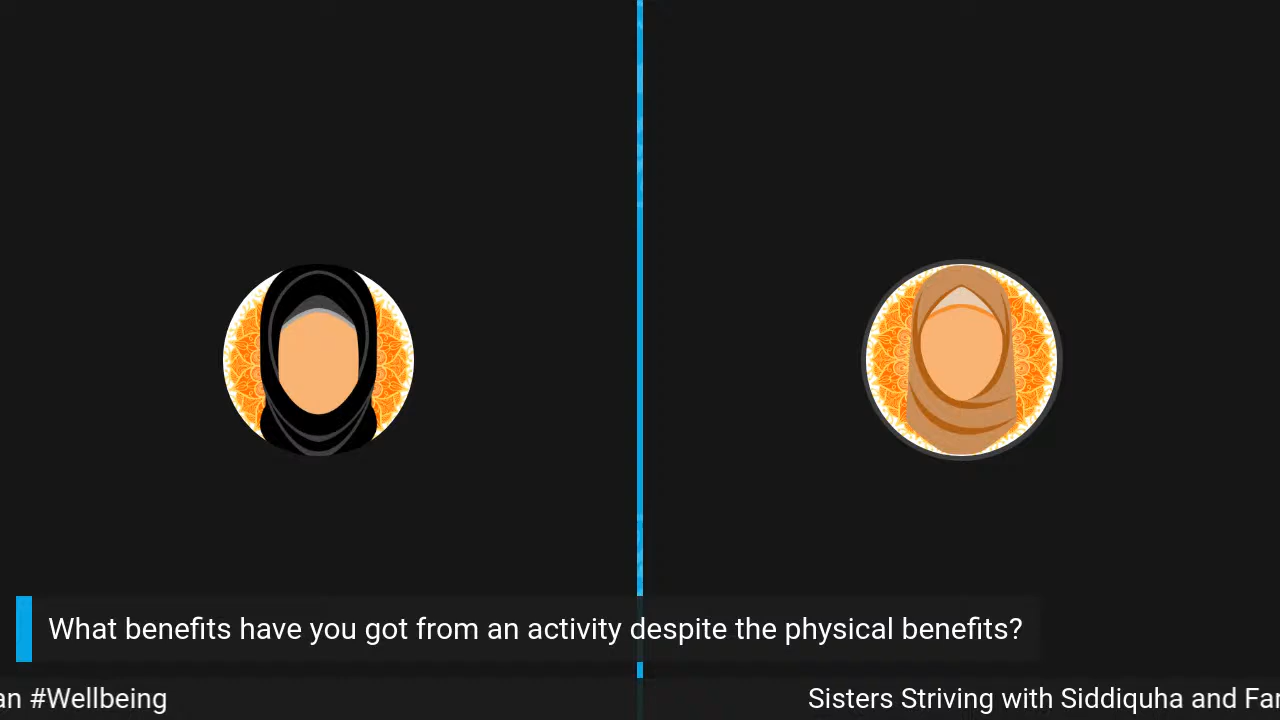 What benefits have you got from an activity despite the physical benefits?
#Wellbeing
Sisters Striving with Siddiquha and